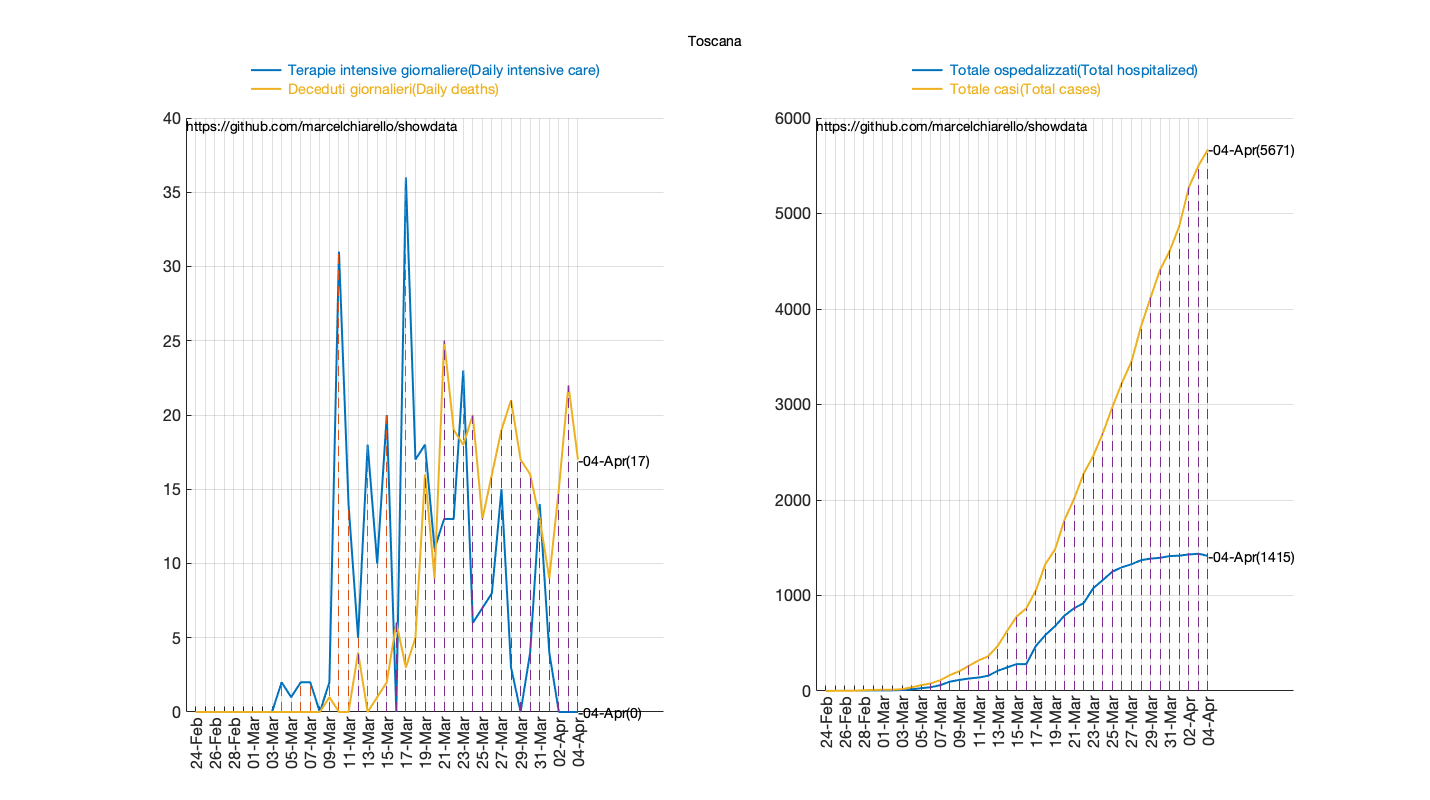 Toscana
Terapie intensive giornaliere(Daily intensive care)
Deceduti giornalieri(Daily deaths)
40
https://github.com/marcelchiarello/showdata
35
30
25
20
15
10
5
0
-04-Apr(17)
-04-Apr(0)
24-Feb
26-Feb
28-Feb
01-Mar
03-Mar
05-Mar
07-Mar
09-Mar
11-Mar
13-Mar
15-Mar
17-Mar
19-Mar
21-Mar
23-Mar
25-Mar
27-Mar
29-Mar
31-Mar
02-Apr
04-Apr
Totale ospedalizzati(Total hospitalized)
Totale casi(Total cases)
6000
https://github.com/marcelchiarello/showdata
5000
4000
3000
2000
1000
0
-04-Apr(5671)
-04-Apr(1415)
24-Feb
26-Feb
28-Feb
01-Mar
03-Mar
05-Mar
07-Mar
09-Mar
11-Mar
13-Mar
15-Mar
17-Mar
19-Mar
21-Mar
23-Mar
25-Mar
27-Mar
29-Mar
31-Mar
02-Apr
04-Apr